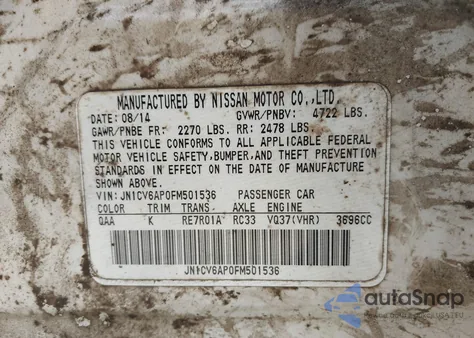 MANUFACTURED BY NISSAN MOTOR CO., LTD.
DATE: 08/14 GVWR/PNBV: 4722 LBS.
GAWR/PNBE FR: 2270 LBS. RR: 2478 LBS.
THIS VEHICLE CONFORMS TO ALL APPLICABLE FEDERAL
MOTOR VEHICLE SAFETY, BUMPER, AND THEFT PREVENTION
STANDARDS IN EFFECT ON THE DATE OF MANUFACTURE
SHOWN ABOVE.
VIN: JN1CV6AP0FM501536 PASSENGER CAR
COLOR TRIM TRANS. AXLE ENGINE
QAA K RE7R01A RC33 VQ37(VHR) 3696CC
JN1CV6AP0FM501536
autoSnap